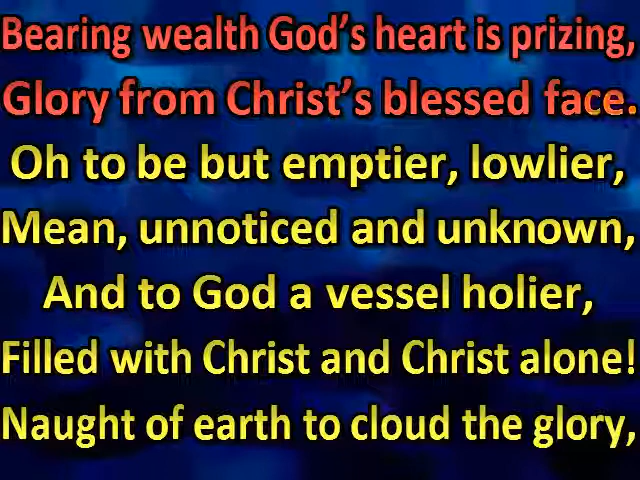 Bearing wealth God's heart is prizing,
Glory from Christ's blessed face.
Oh to be but emptier, lowlier,
Mean, unnoticed and unknown,
And to God a vessel holier,
Filled with Christ and Christ alone!
Naught of earth to cloud the glory,